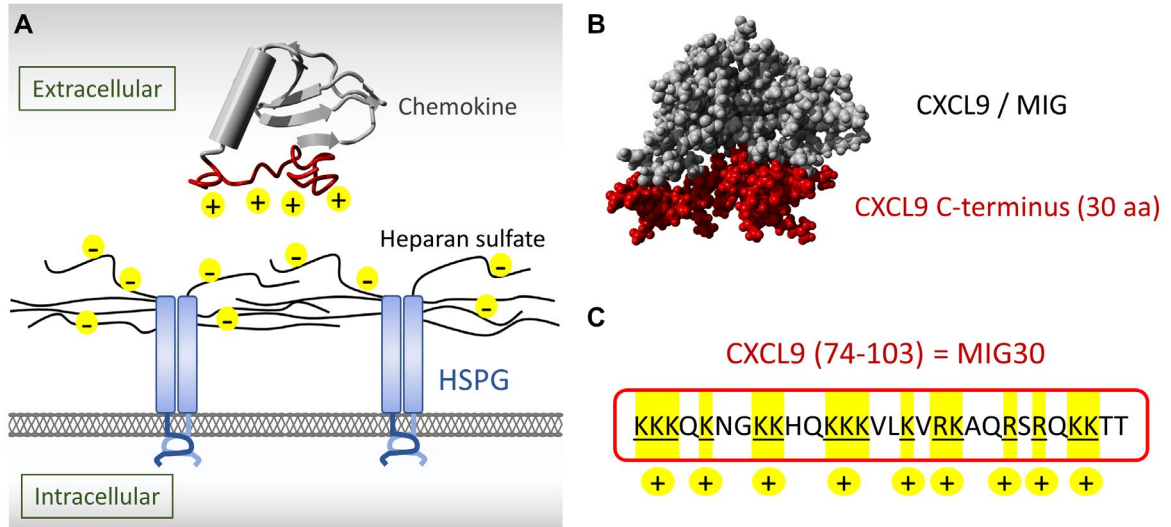 A
Extracellular
Chemokine
+ + + +
Heparan sulfate
- - - - - -
- - -
HSPG
Intracellular
B
CXCL9 / MIG
CXCL9 C-terminus (30 aa)
C
CXCL9 (74-103) = MIG30
KKKQKNGKKHQKKKVLKVRKAQRSRQKKTT
+ + + + + + + + +